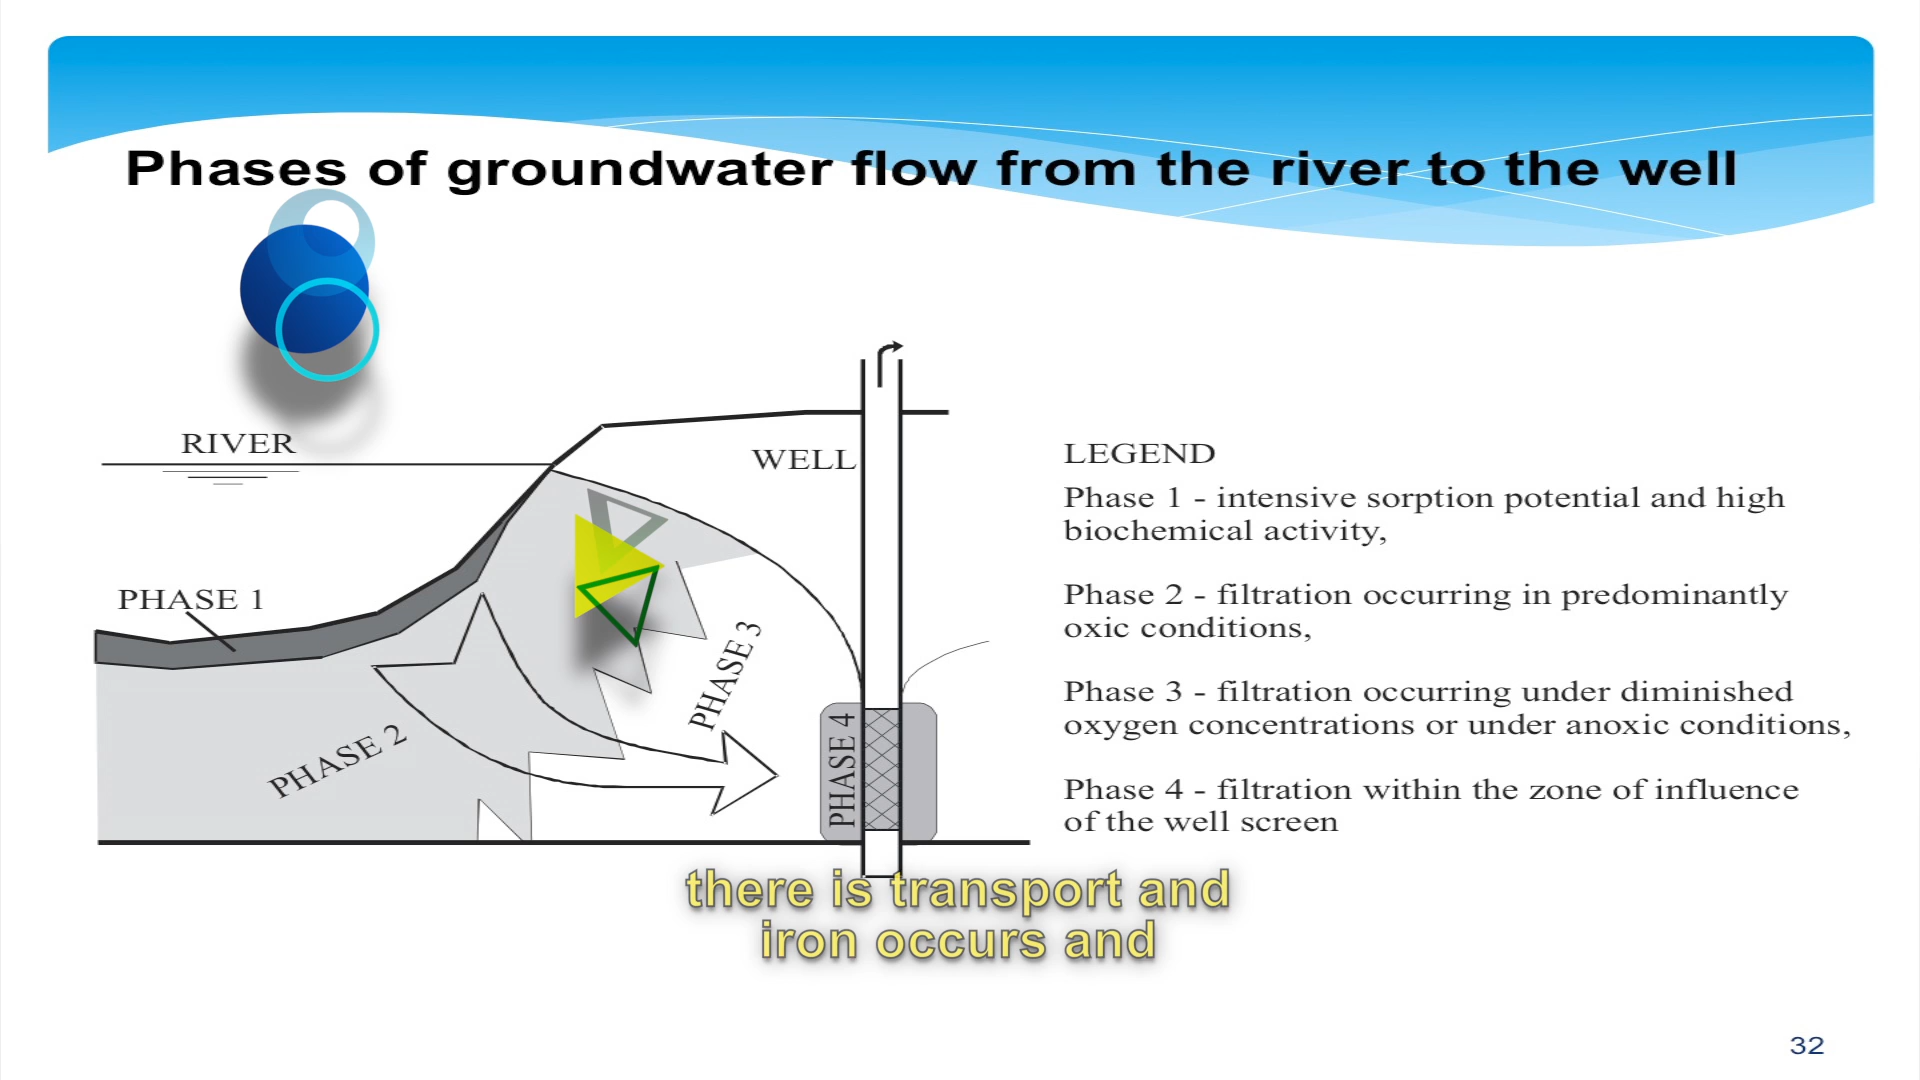 Phases of groundwater flow from the river to the well
RIVER
WELL
PHASE 1
PHASE 2
PHASE 3
PHASE 4
LEGEND
Phase 1 - intensive sorption potential and high
biochemical activity,
Phase 2 - filtration occurring in predominantly
oxic conditions,
Phase 3 - filtration occurring under diminished
oxygen concentrations or under anoxic conditions,
Phase 4 - filtration within the zone of influence
of the well screen
there is transport and
iron occurs and
32